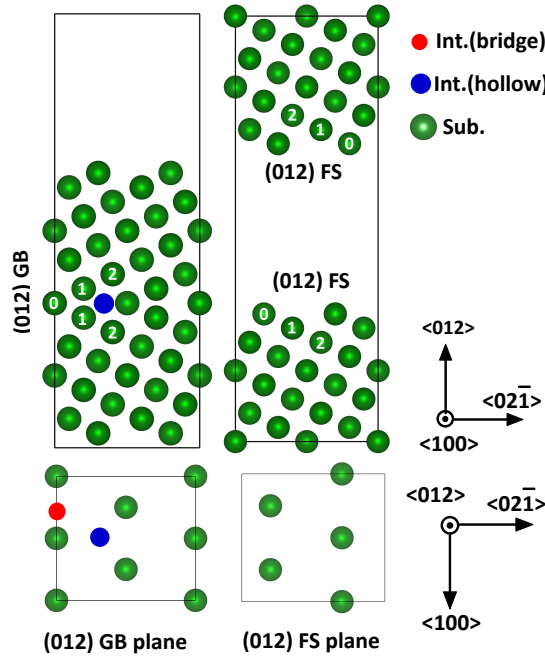 Int.(bridge)
Int.(hollow)
Sub.
2
1
0
(012) FS
(012) GB
(012) FS
0
1
2
2
1
0
1
2
<012>
<021̅>
<100>
<012>
<021̅>
<100>
(012) GB plane
(012) FS plane